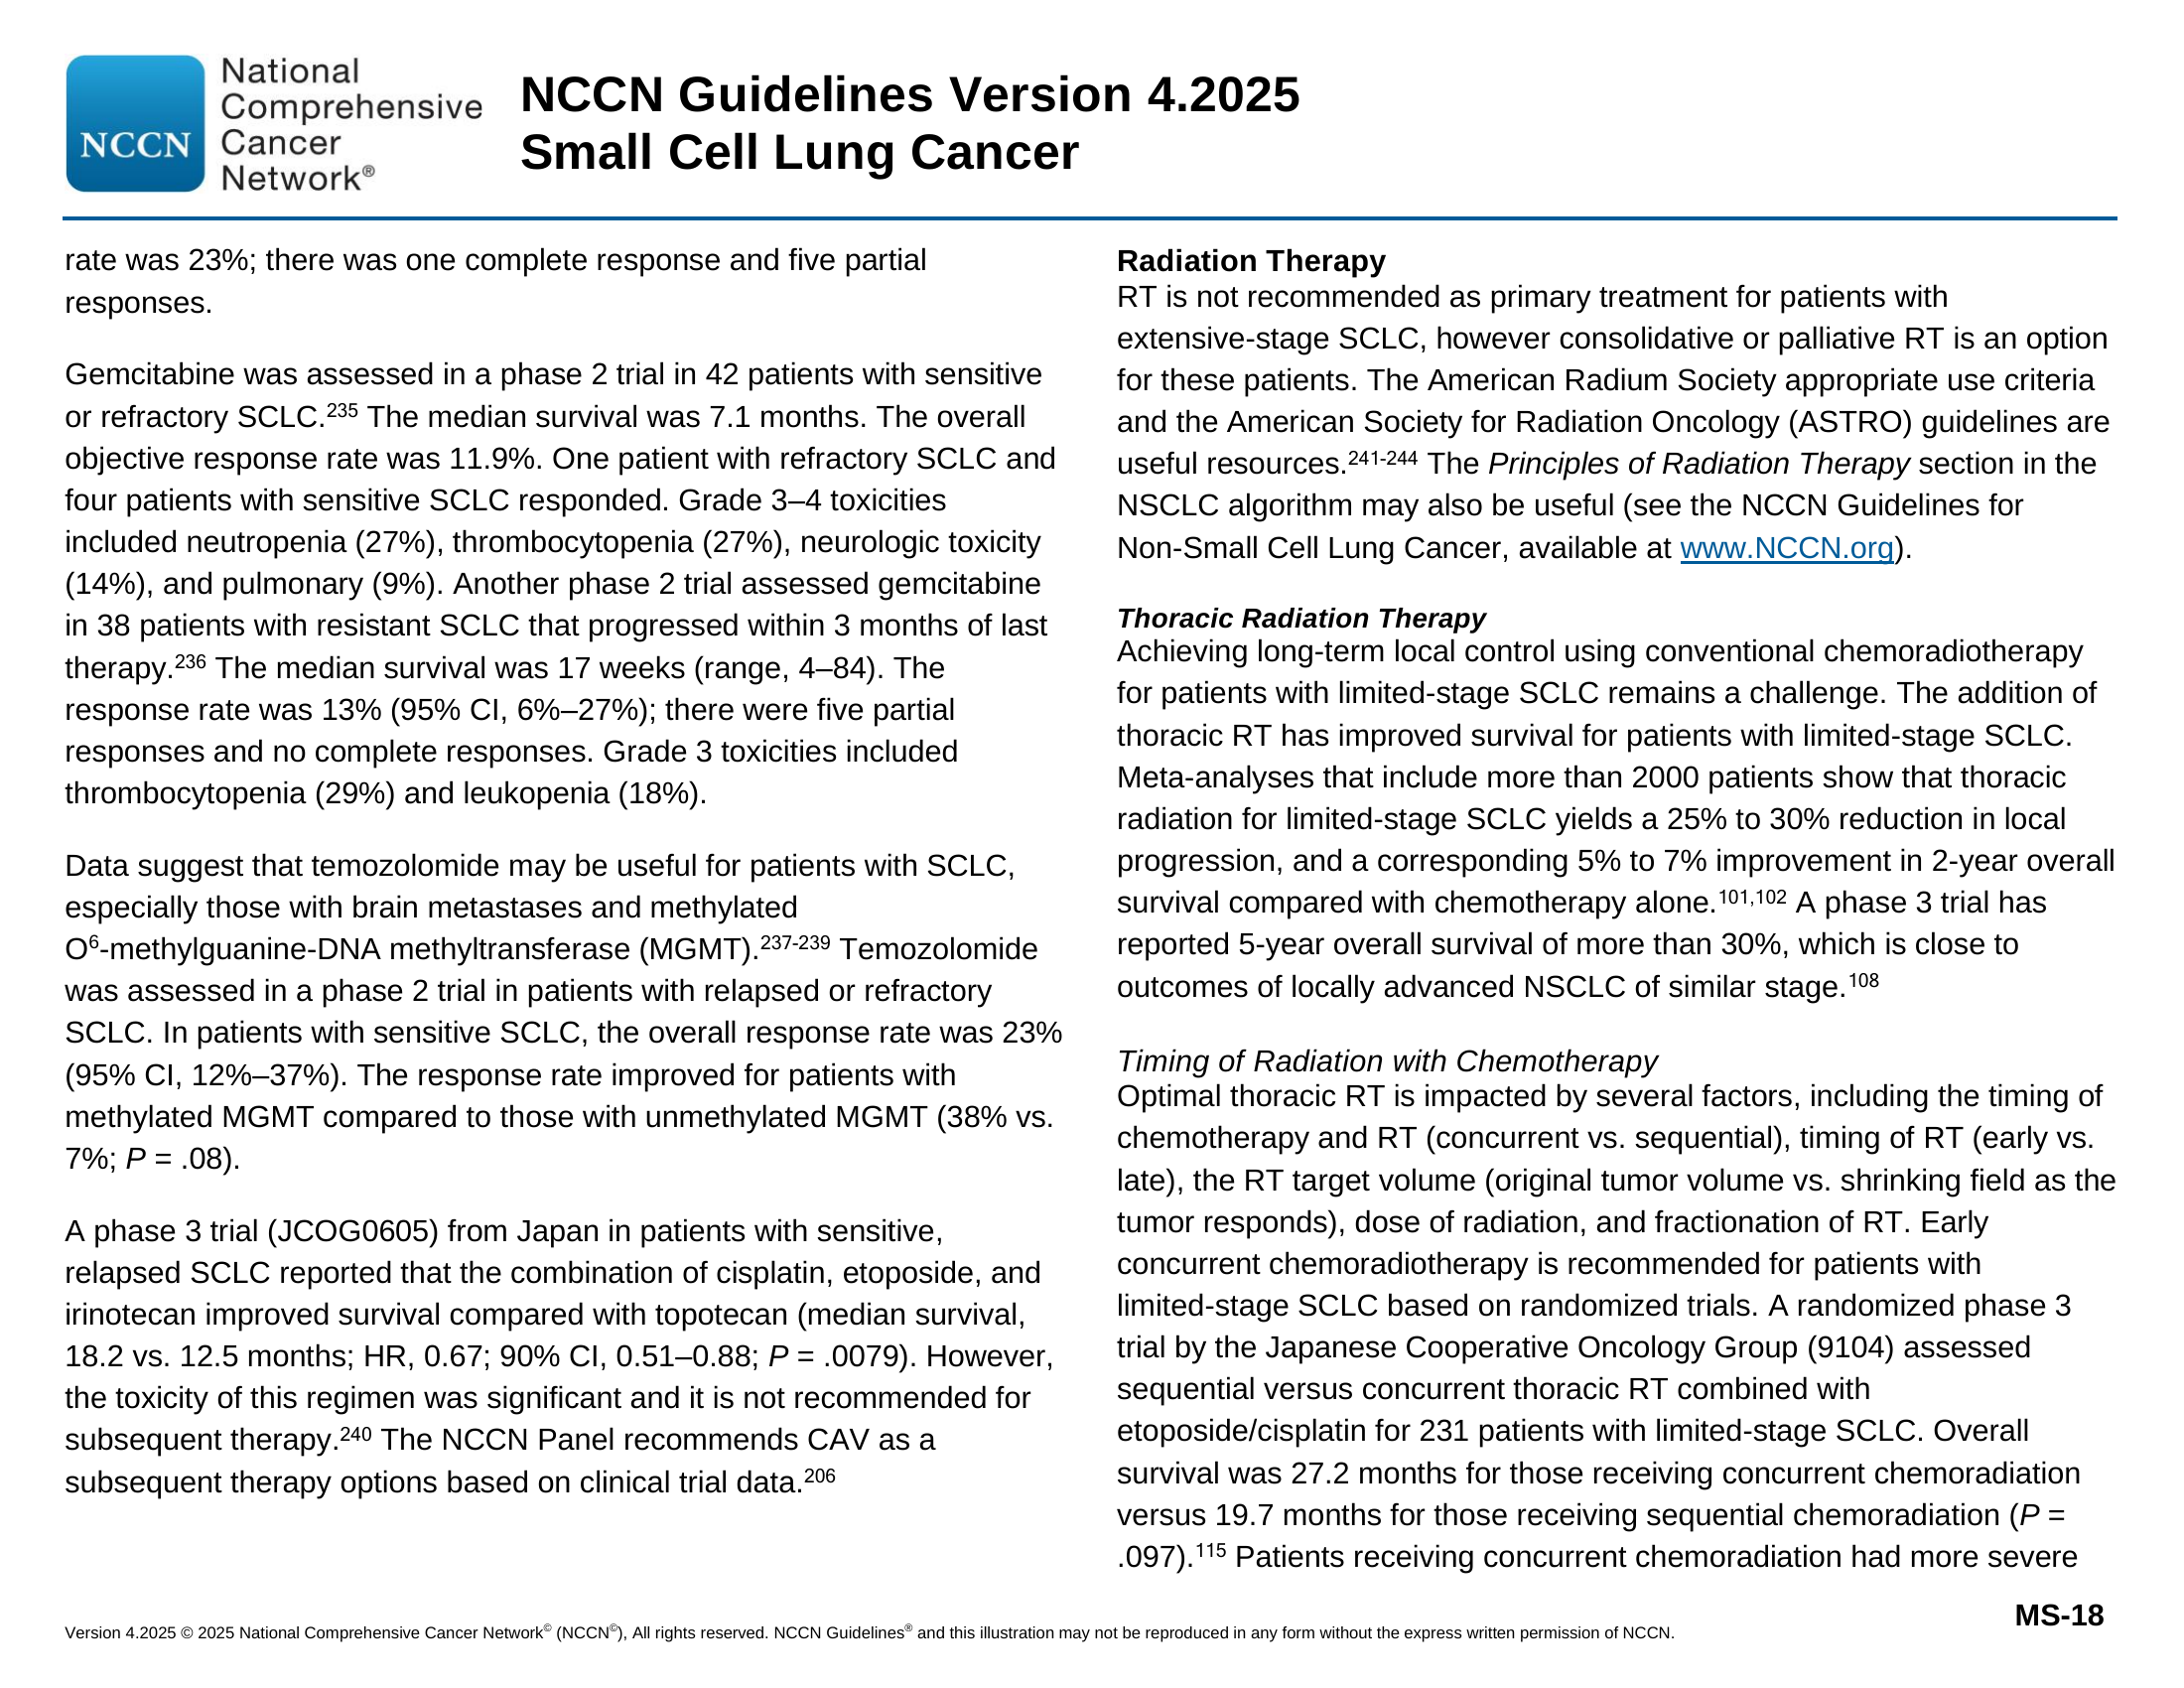 NCCN
National
Comprehensive
Cancer
Network®
NCCN Guidelines Version 4.2025
Small Cell Lung Cancer
rate was 23%; there was one complete response and five partial
responses.
Gemcitabine was assessed in a phase 2 trial in 42 patients with sensitive
or refractory SCLC.235 The median survival was 7.1 months. The overall
objective response rate was 11.9%. One patient with refractory SCLC and
four patients with sensitive SCLC responded. Grade 3–4 toxicities
included neutropenia (27%), thrombocytopenia (27%), neurologic toxicity
(14%), and pulmonary (9%). Another phase 2 trial assessed gemcitabine
in 38 patients with resistant SCLC that progressed within 3 months of last
therapy.236 The median survival was 17 weeks (range, 4–84). The
response rate was 13% (95% CI, 6%–27%); there were five partial
responses and no complete responses. Grade 3 toxicities included
thrombocytopenia (29%) and leukopenia (18%).
Data suggest that temozolomide may be useful for patients with SCLC,
especially those with brain metastases and methylated
O6-methylguanine-DNA methyltransferase (MGMT).237-239 Temozolomide
was assessed in a phase 2 trial in patients with relapsed or refractory
SCLC. In patients with sensitive SCLC, the overall response rate was 23%
(95% CI, 12%–37%). The response rate improved for patients with
methylated MGMT compared to those with unmethylated MGMT (38% vs.
7%; P = .08).
A phase 3 trial (JCOG0605) from Japan in patients with sensitive,
relapsed SCLC reported that the combination of cisplatin, etoposide, and
irinotecan improved survival compared with topotecan (median survival,
18.2 vs. 12.5 months; HR, 0.67; 90% CI, 0.51–0.88; P = .0079). However,
the toxicity of this regimen was significant and it is not recommended for
subsequent therapy.240 The NCCN Panel recommends CAV as a
subsequent therapy options based on clinical trial data.206
Radiation Therapy
RT is not recommended as primary treatment for patients with
extensive-stage SCLC, however consolidative or palliative RT is an option
for these patients. The American Radium Society appropriate use criteria
and the American Society for Radiation Oncology (ASTRO) guidelines are
useful resources.241-244 The Principles of Radiation Therapy section in the
NSCLC algorithm may also be useful (see the NCCN Guidelines for
Non-Small Cell Lung Cancer, available at www.NCCN.org).
Thoracic Radiation Therapy
Achieving long-term local control using conventional chemoradiotherapy
for patients with limited-stage SCLC remains a challenge. The addition of
thoracic RT has improved survival for patients with limited-stage SCLC.
Meta-analyses that include more than 2000 patients show that thoracic
radiation for limited-stage SCLC yields a 25% to 30% reduction in local
progression, and a corresponding 5% to 7% improvement in 2-year overall
survival compared with chemotherapy alone.101,102 A phase 3 trial has
reported 5-year overall survival of more than 30%, which is close to
outcomes of locally advanced NSCLC of similar stage.108
Timing of Radiation with Chemotherapy
Optimal thoracic RT is impacted by several factors, including the timing of
chemotherapy and RT (concurrent vs. sequential), timing of RT (early vs.
late), the RT target volume (original tumor volume vs. shrinking field as the
tumor responds), dose of radiation, and fractionation of RT. Early
concurrent chemoradiotherapy is recommended for patients with
limited-stage SCLC based on randomized trials. A randomized phase 3
trial by the Japanese Cooperative Oncology Group (9104) assessed
sequential versus concurrent thoracic RT combined with
etoposide/cisplatin for 231 patients with limited-stage SCLC. Overall
survival was 27.2 months for those receiving concurrent chemoradiation
versus 19.7 months for those receiving sequential chemoradiation (P =
.097).115 Patients receiving concurrent chemoradiation had more severe
MS-18
Version 4.2025 © 2025 National Comprehensive Cancer Network© (NCCN©), All rights reserved. NCCN Guidelines® and this illustration may not be reproduced in any form without the express written permission of NCCN.